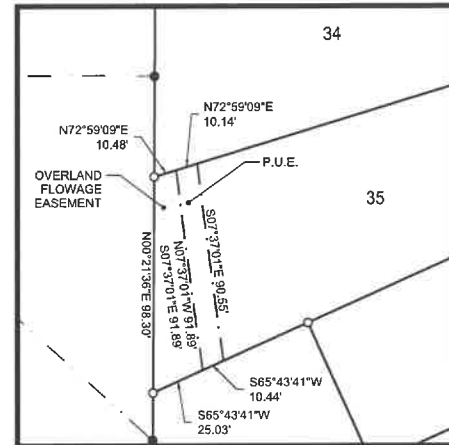 34
N72°59'09"E
10.14'
N72°59'09"E
10.48'
P.U.E.
OVERLAND
FLOWAGE
EASEMENT
35
N00°21'36"E 98.30'
S07°37'01"E 91.89'
N07°37'01"W 91.89'
S07°37'01"E 90.55'
S65°43'41"W
10.44'
S65°43'41"W
25.03'